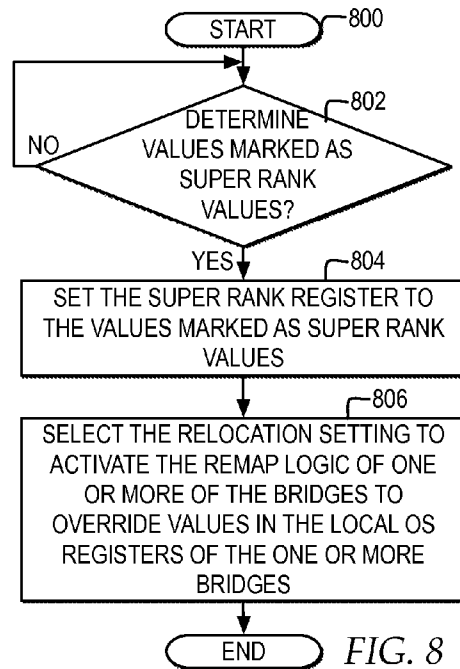 START
800
802
DETERMINE
VALUES MARKED AS
SUPER RANK
VALUES?
NO
YES
804
SET THE SUPER RANK REGISTER TO
THE VALUES MARKED AS SUPER RANK
VALUES
806
SELECT THE RELOCATION SETTING TO
ACTIVATE THE REMAP LOGIC OF ONE
OR MORE OF THE BRIDGES TO
OVERRIDE VALUES IN THE LOCAL OS
REGISTERS OF THE ONE OR MORE
BRIDGES
END
FIG. 8